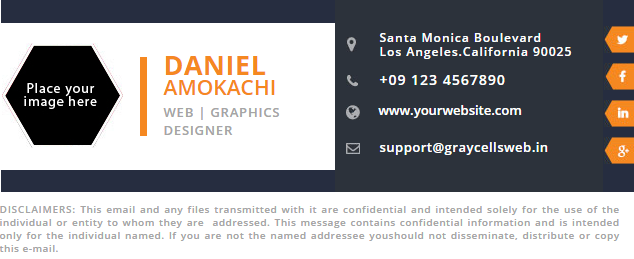 Place your
image here
DANIEL
AMOKACHI
WEB | GRAPHICS
DESIGNER
Santa Monica Boulevard
Los Angeles.California 90025
+09 123 4567890
www.yourwebsite.com
support@graycellsweb.in
DISCLAIMERS: This email and any files transmitted with it are confidential and intended solely for the use of the
individual or entity to whom they are addressed. This message contains confidential information and is intended
only for the individual named. If you are not the named addressee youshould not disseminate, distribute or copy
this e-mail.